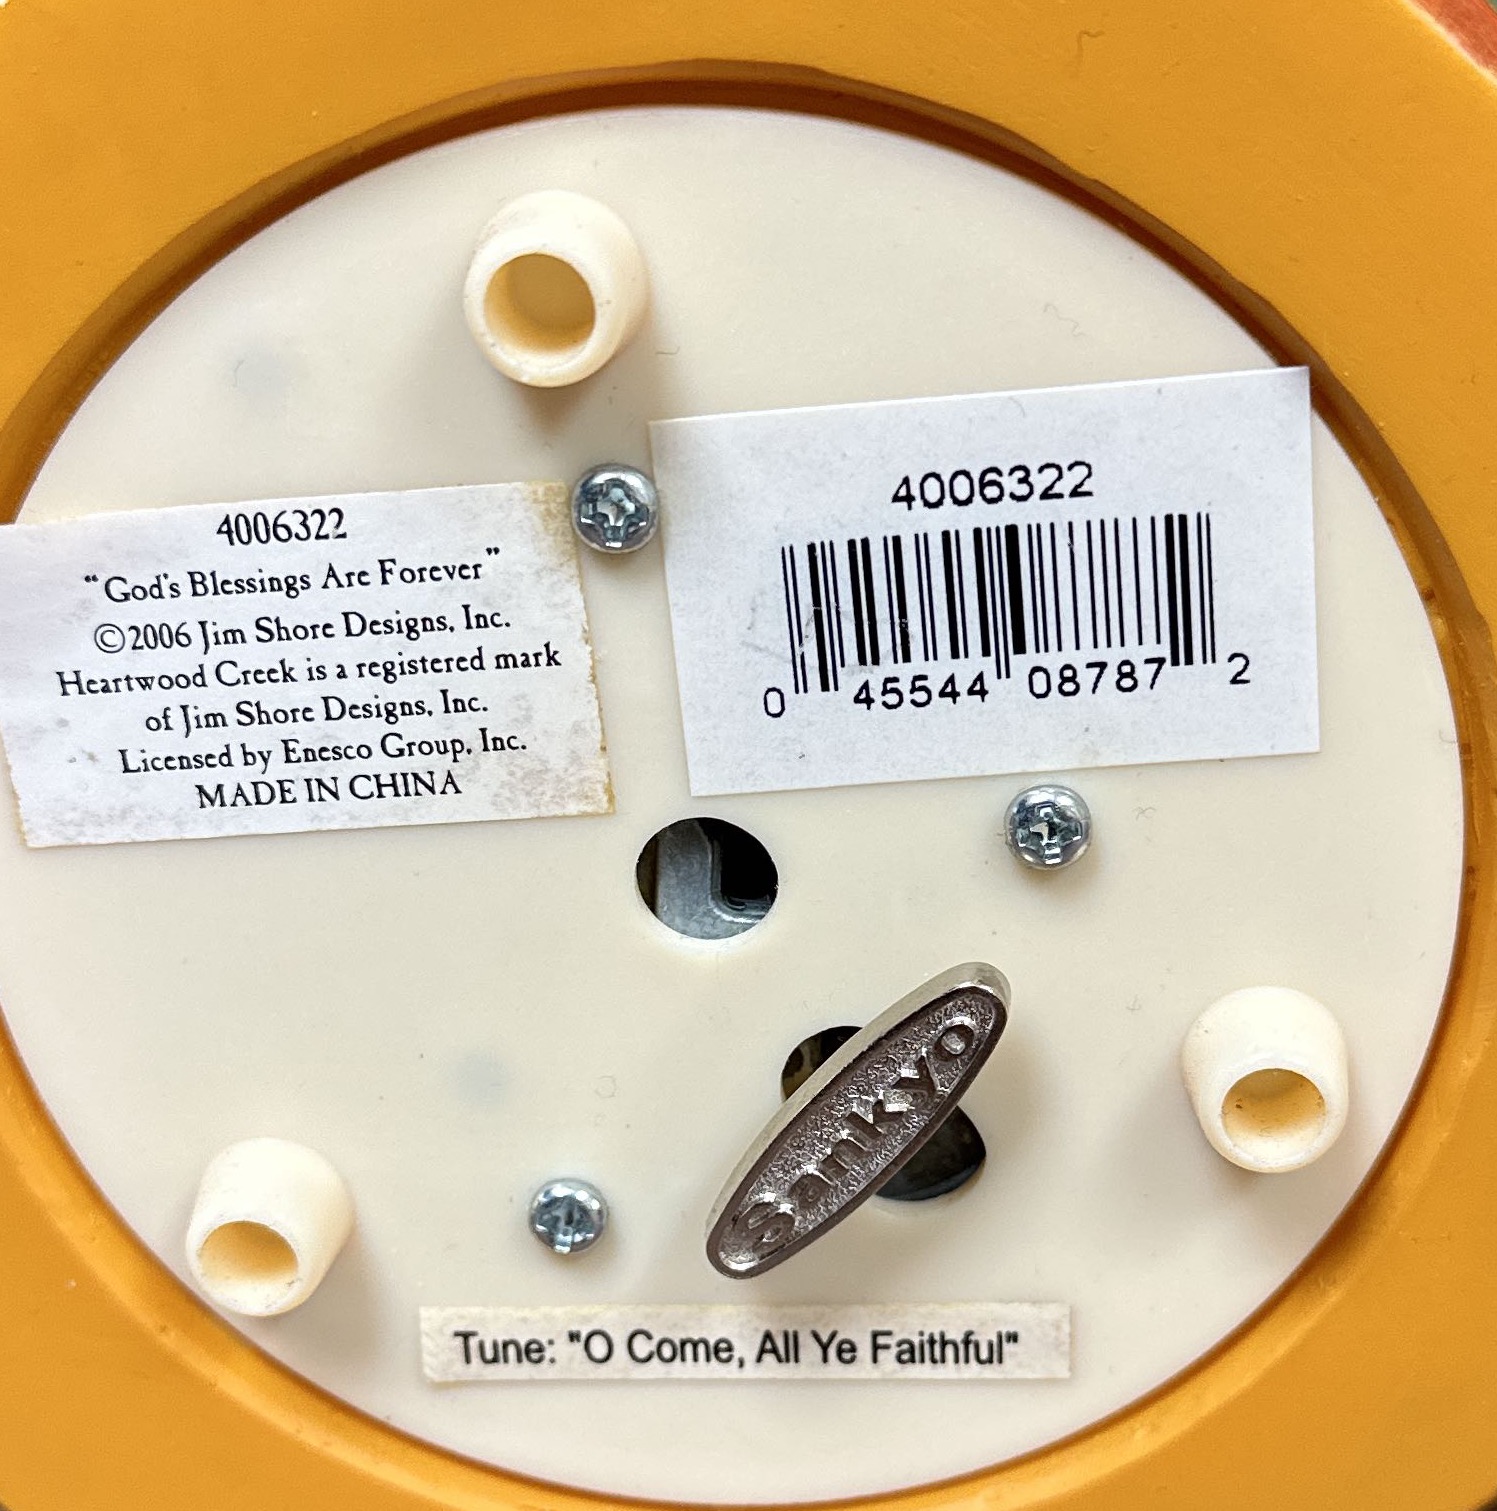 4006322
"God's Blessings Are Forever"
©2006 Jim Shore Designs, Inc.
Heartwood Creek is a registered mark
of Jim Shore Designs, Inc.
Licensed by Enesco Group, Inc.
MADE IN CHINA
4006322
0 45544 08787 2
Sankyo
Tune: "O Come, All Ye Faithful"